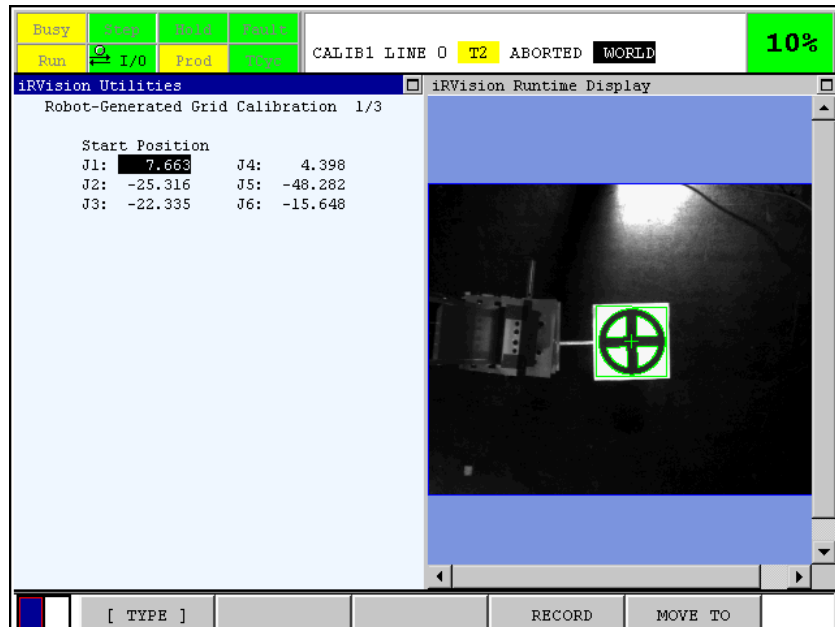 Busy Step Hold Fault
Run I/O Prod TCyc
CALIB1 LINE 0 T2 ABORTED WORLD
10%
iRVision Utilities
Robot-Generated Grid Calibration 1/3
Start Position
J1: 7.663 J4: 4.398
J2: -25.316 J5: -48.282
J3: -22.335 J6: -15.648
iRVision Runtime Display
[ TYPE ] RECORD MOVE TO